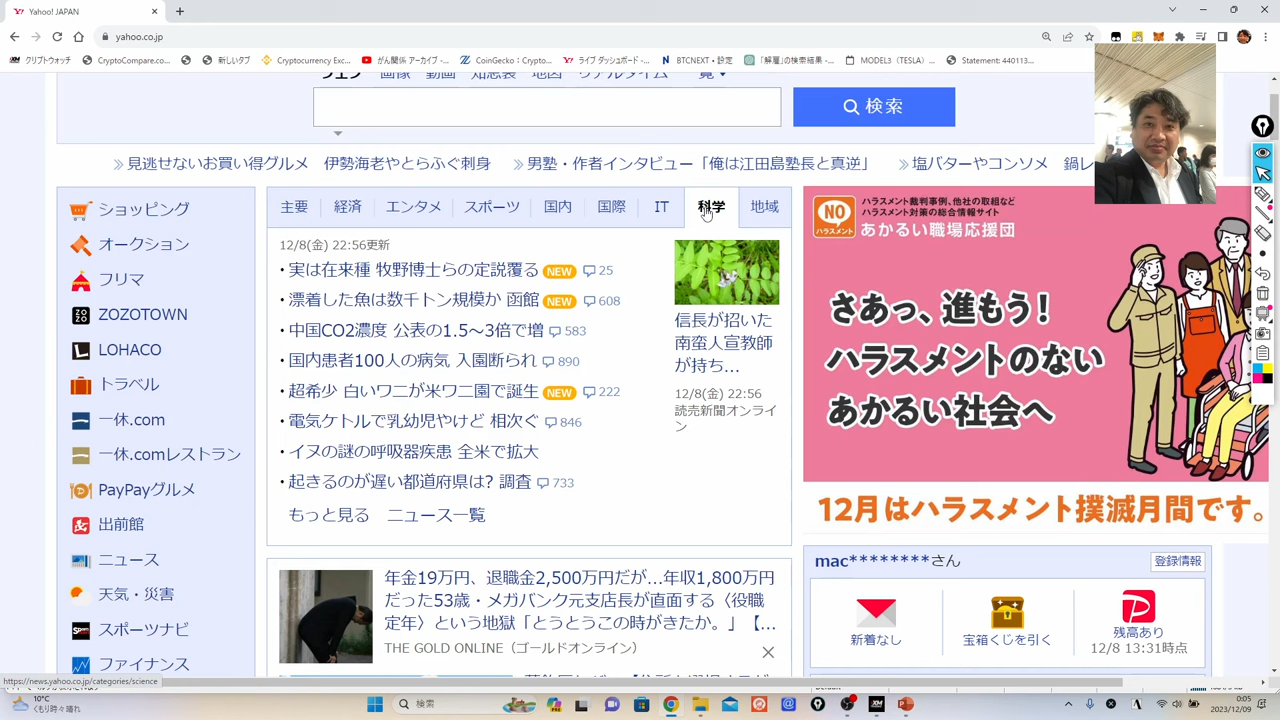 Yahoo! JAPAN
yahoo.co.jp
クリプトウォッチ CryptoCompare.co... 新しいタブ Cryptocurrency Exc... がん関係 アーカイブ -... CoinGecko : Crypto... ライブ ダッシュボード -... BTCNEXT • 設定 「解雇」の検索結果 -... MODEL3（TESLA）... Statement: 440113...
検索
見逃せないお買い得グルメ 伊勢海老やとらふぐ刺身 男塾・作者インタビュー「俺は江田島塾長と真逆」 塩バターやコンソメ 鍋レ
ショッピング
オークション
フリマ
ZOZOTOWN
LOHACO
トラベル
一休.com
一休.comレストラン
PayPayグルメ
出前館
ニュース
天気・災害
スポーツナビ
ファイナンス
主要 経済 エンタメ スポーツ 国内 国際 IT 科学 地域
12/8(金) 22:56更新
・実は在来種 牧野博士らの定説覆る NEW 25
・漂着した魚は数千トン規模か 函館 NEW 608
・中国CO2濃度 公表の1.5～3倍で増 583
・国内患者100人の病気 入園断られ 890
・超希少 白いワニが米ワニ園で誕生 NEW 222
・電気ケトルで乳幼児やけど 相次ぐ 846
・イヌの謎の呼吸器疾患 全米で拡大
・起きるのが遅い都道府県は? 調査 733
もっと見る ニュース一覧
信長が招いた
南蛮人宣教師
が持ち...
12/8(金) 22:56
読売新聞オンライ
ン
年金19万円、退職金2,500万円だが…年収1,800万円
だった53歳・メガバンク元支店長が直面する〈役職
定年〉という地獄「とうとうこの時がきたか。」【...
THE GOLD ONLINE（ゴールドオンライン）
NO
ハラスメント
ハラスメント裁判事例、他社の取組など
ハラスメント対策の総合情報サイト
あかるい職場応援団
さあっ、進もう!
ハラスメントのない
あかるい社会へ
12月はハラスメント撲滅月間です。
mac********さん 登録情報
新着なし
宝箱くじを引く
残高あり
12/8 13:31時点
https://news.yahoo.co.jp/categories/science
10°C
くもり時々晴れ
検索
0:05
2023/12/09